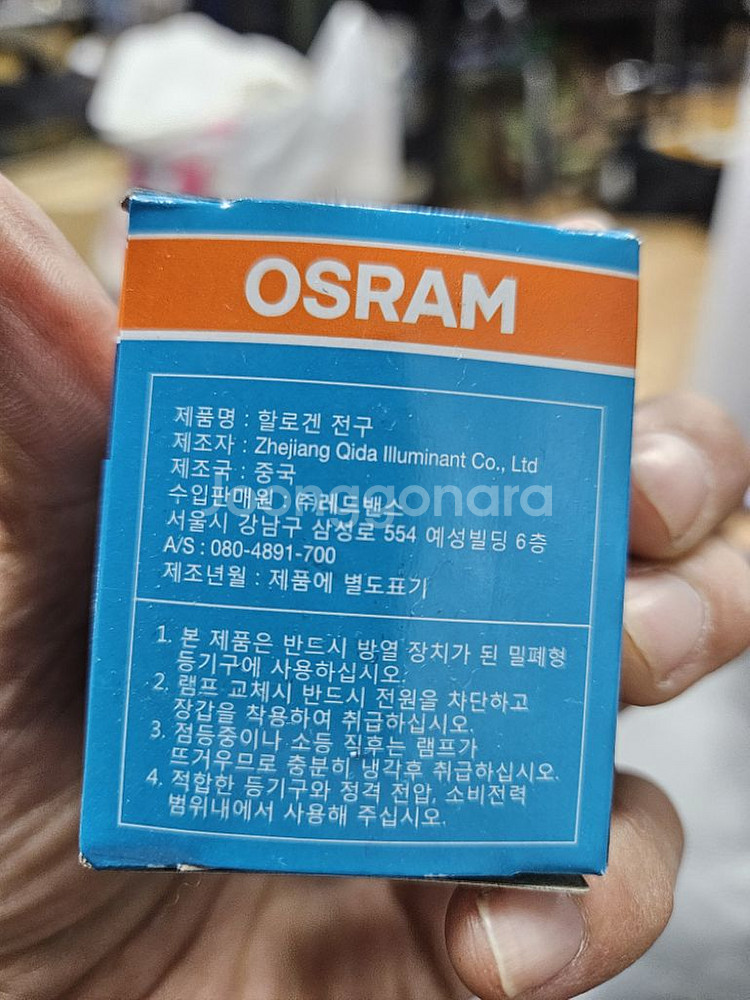 OSRAM
제품명 : 할로겐 전구
제조자 : Zhejiang Qida Illuminant Co., Ltd
제조국 : 중국
수입판매원 ㈜레드밴스
서울시 강남구 삼성로 554 예성빌딩 6층
A/S : 080-4891-700
제조년월 : 제품에 별도표기
Joonggonara
1. 본 제품은 반드시 방열 장치가 된 밀폐형
등기구에 사용하십시오.
2. 램프 교체시 반드시 전원을 차단하고
장갑을 착용하여 취급하십시오.
3. 점등중이나 소등 직후는 램프가
뜨거우므로 충분히 냉각후 취급하십시오.
4. 적합한 등기구와 정격 전압, 소비전력
범위내에서 사용해 주십시오.